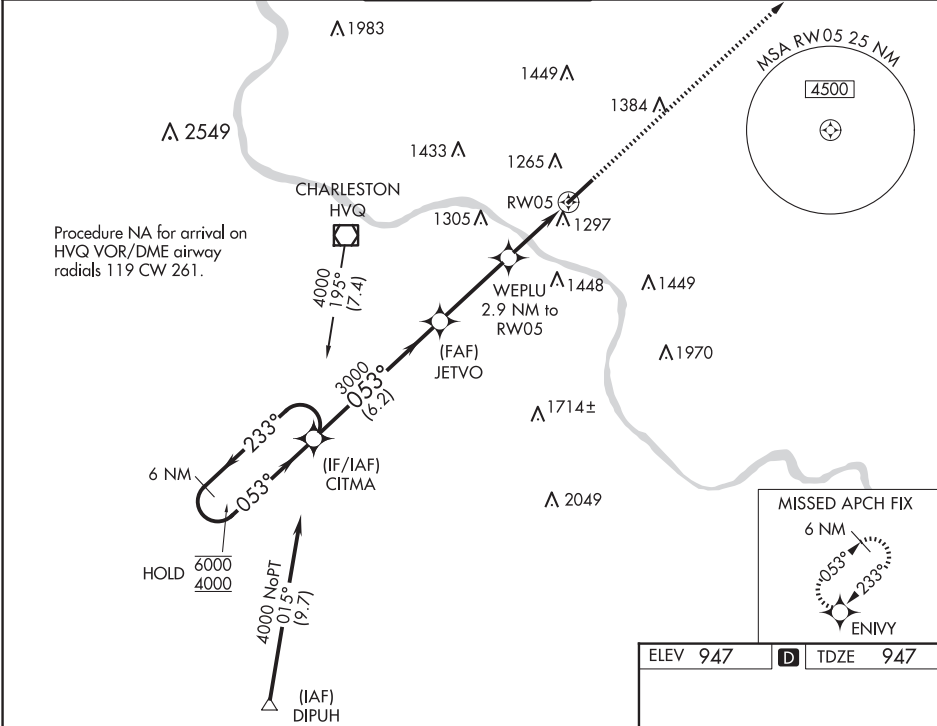 1983
MSA RW05 25 NM
4500
1449
1384
2549
1433
1265
CHARLESTON
HVQ
RW05
1305
1297
Procedure NA for arrival on
HVQ VOR/DME airway
radials 119 CW 261.
4000
195°
(7.4)
WEPLU
2.9 NM to
RW05
1448
1449
(FAF)
JETVO
1970
3000
053°
(6.2)
1714±
233°
053°
6 NM
(IF/IAF)
CITMA
2049
HOLD
6000
4000
4000 NoPT
015°
(9.7)
(IAF)
DIPUH
MISSED APCH FIX
6 NM
053°
233°
ENIVY
ELEV 947 D TDZE 947